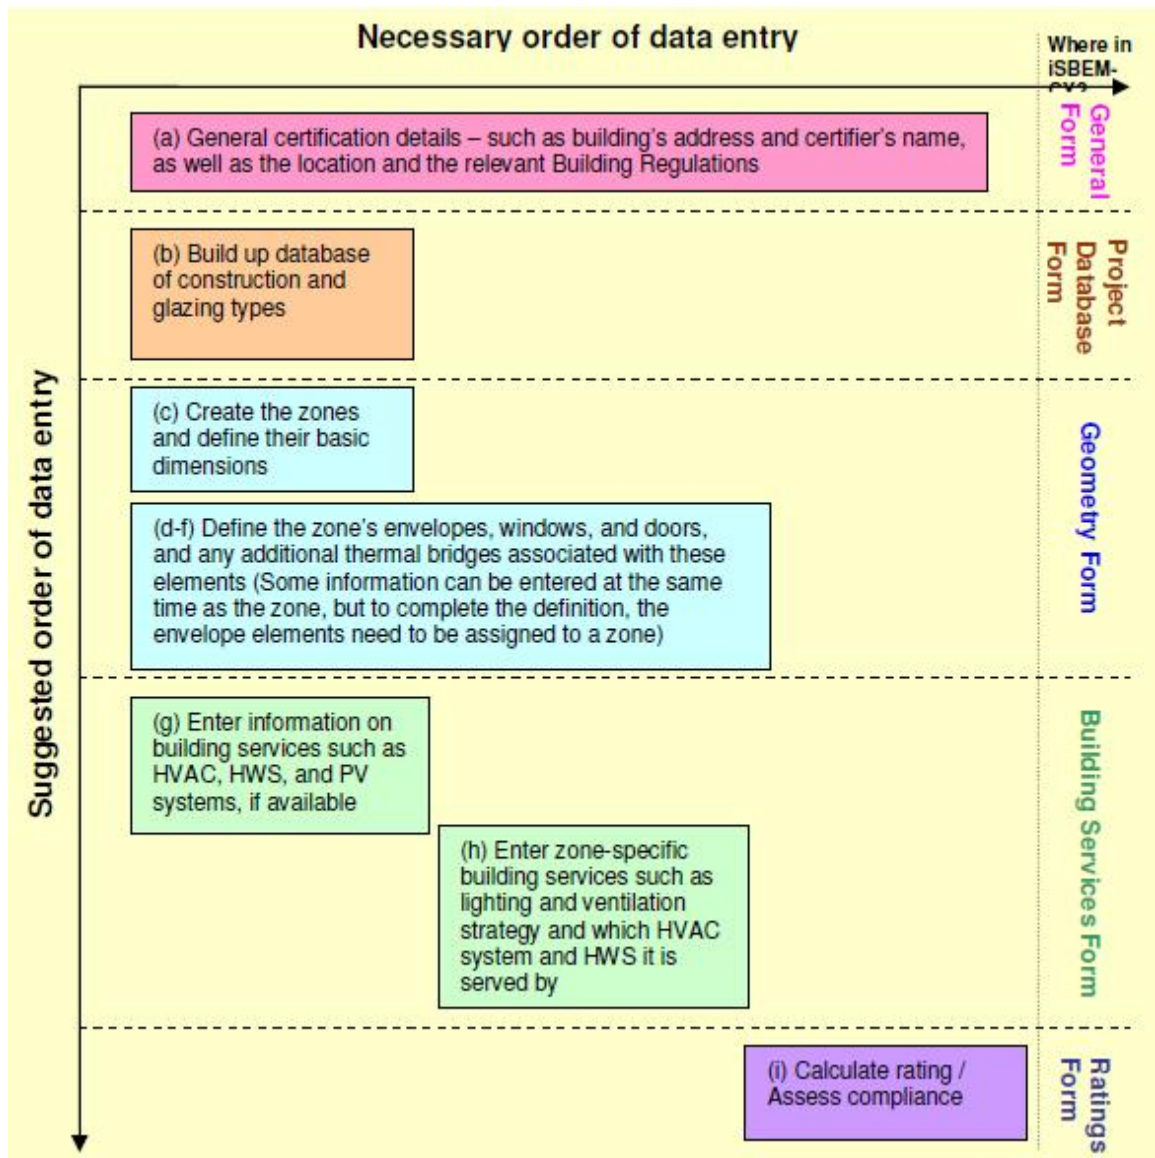 Necessary order of data entry
Where in
iSBEM-
(a) General certification details – such as building's address and certifier's name,
as well as the location and the relevant Building Regulations
General
Form
(b) Build up database
of construction and
glazing types
Project
Database
Form
Suggested order of data entry
(c) Create the zones
and define their basic
dimensions
(d-f) Define the zone's envelopes, windows, and doors,
and any additional thermal bridges associated with these
elements (Some information can be entered at the same
time as the zone, but to complete the definition, the
envelope elements need to be assigned to a zone)
Geometry Form
(g) Enter information on
building services such as
HVAC, HWS, and PV
systems, if available
(h) Enter zone-specific
building services such as
lighting and ventilation
strategy and which HVAC
system and HWS it is
served by
Building Services Form
(i) Calculate rating /
Assess compliance
Ratings
Form